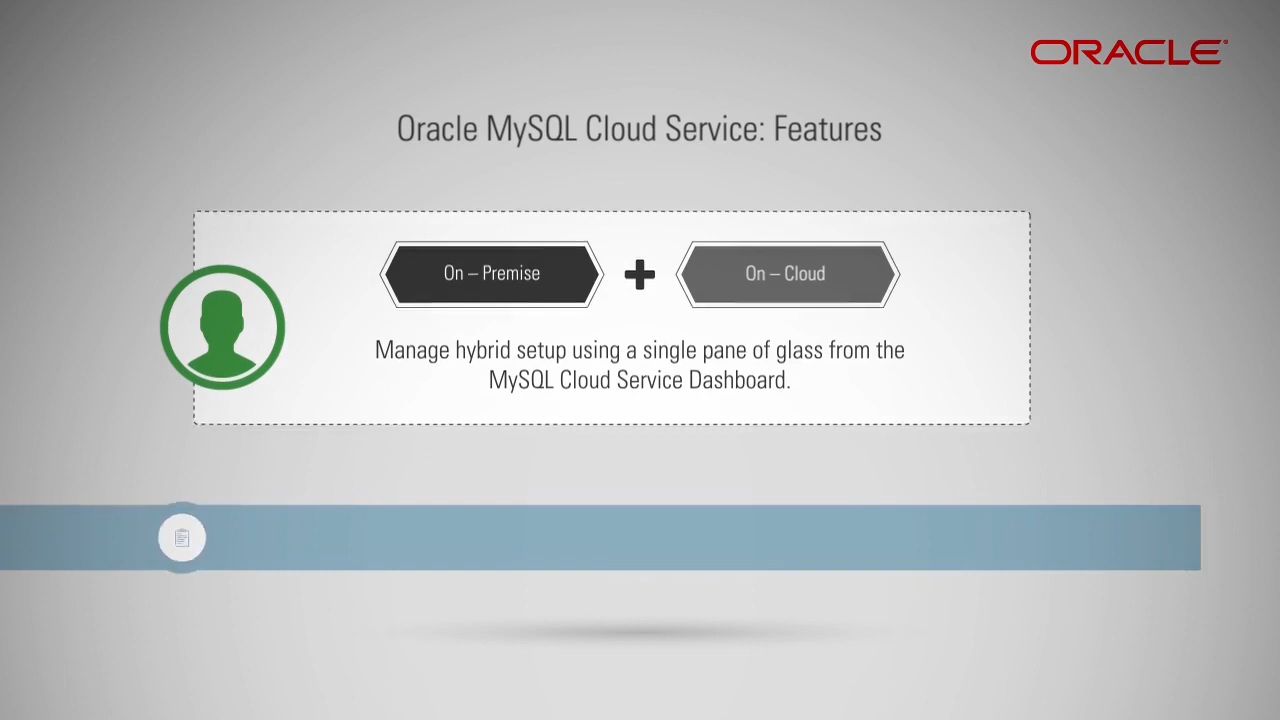 ORACLE
Oracle MySQL Cloud Service: Features
On – Premise
On – Cloud
Manage hybrid setup using a single pane of glass from the
MySQL Cloud Service Dashboard.